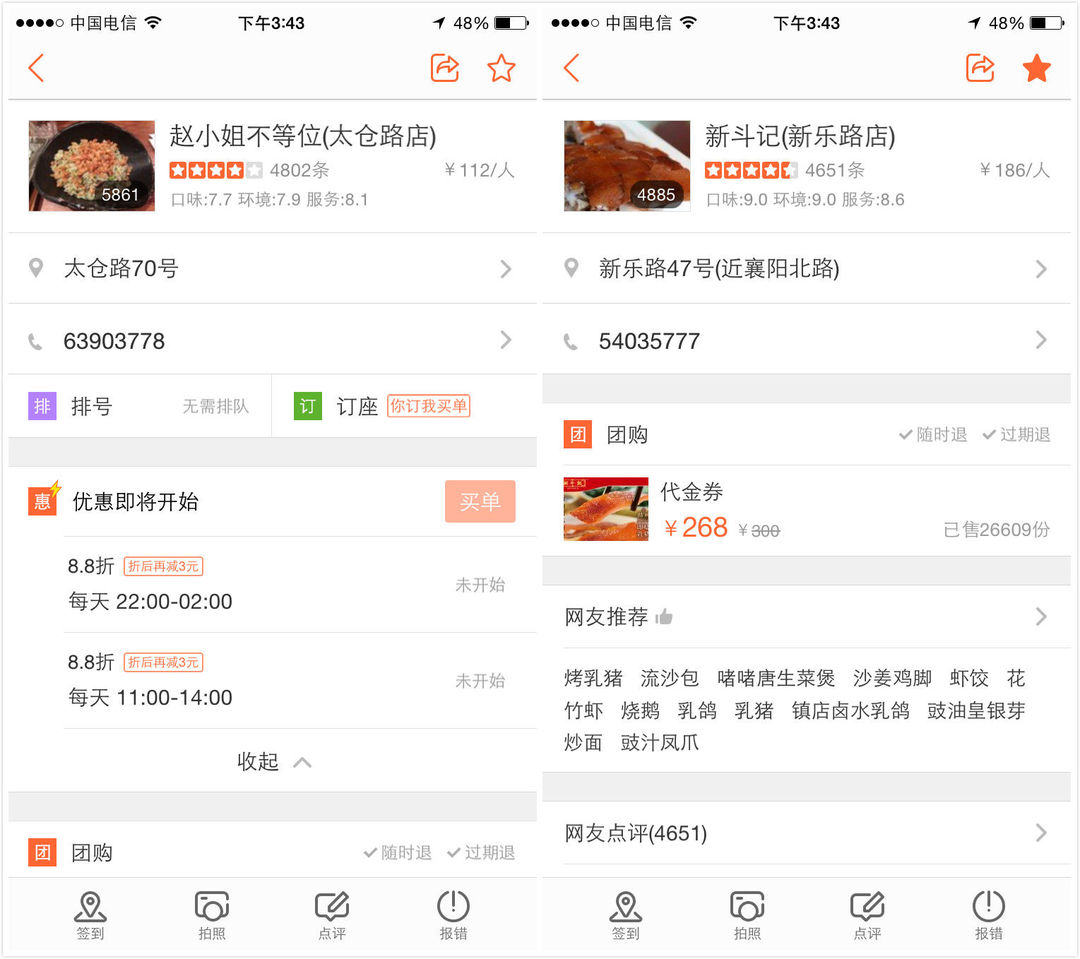 中国电信 下午3:43 48%
赵小姐不等位(太仓路店)
4802条 ¥112/人
5861
口味:7.7 环境:7.9 服务:8.1
太仓路70号
63903778
排 排号 无需排队 订 订座 你订我买单
惠 优惠即将开始 买单
8.8折 折后再减3元
每天 22:00-02:00 未开始
8.8折 折后再减3元
每天 11:00-14:00 未开始
收起
团 团购 随时退 过期退
签到 拍照 点评 报错
中国电信 下午3:43 48%
新斗记(新乐路店)
4651条 ¥186/人
4885
口味:9.0 环境:9.0 服务:8.6
新乐路47号(近襄阳北路)
54035777
团 团购 随时退 过期退
代金券
¥268 ¥300 已售26609份
网友推荐
烤乳猪 流沙包 啫啫唐生菜煲 沙姜鸡脚 虾饺 花
竹虾 烧鹅 乳鸽 乳猪 镇店卤水乳鸽 豉油皇银芽
炒面 豉汁凤爪
网友点评(4651)
签到 拍照 点评 报错